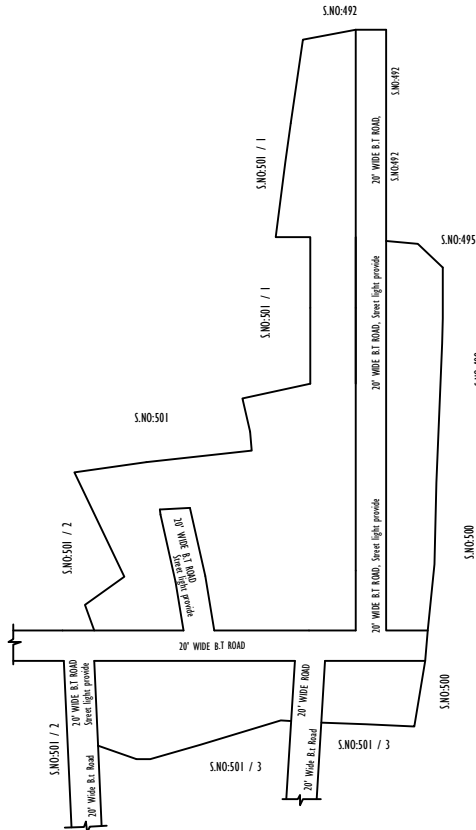 S.NO:492
S.NO:492
20' WIDE B.T ROAD,
S.NO:501 / 1
S.NO:492
S.NO:495
S.NO:501 / 1
20' WIDE B.T ROAD, Street light provide
S.NO:501
S.NO:501 / 2
20' WIDE B.T ROAD
Street light provide
20' WIDE B.T ROAD, Street light provide
S.NO:500
20' WIDE B.T ROAD
20' WIDE B.T ROAD
Street light provide
20' WIDE ROAD
S.NO:500
S.NO:501 / 2
S.NO:501 / 3
S.NO:501 / 3
20' Wide B.t Road
20' Wide B.t Road